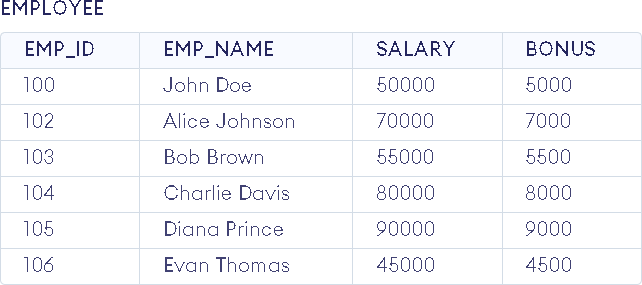 EMPLOYEE
EMP_ID EMP_NAME SALARY BONUS
100 John Doe 50000 5000
102 Alice Johnson 70000 7000
103 Bob Brown 55000 5500
104 Charlie Davis 80000 8000
105 Diana Prince 90000 9000
106 Evan Thomas 45000 4500